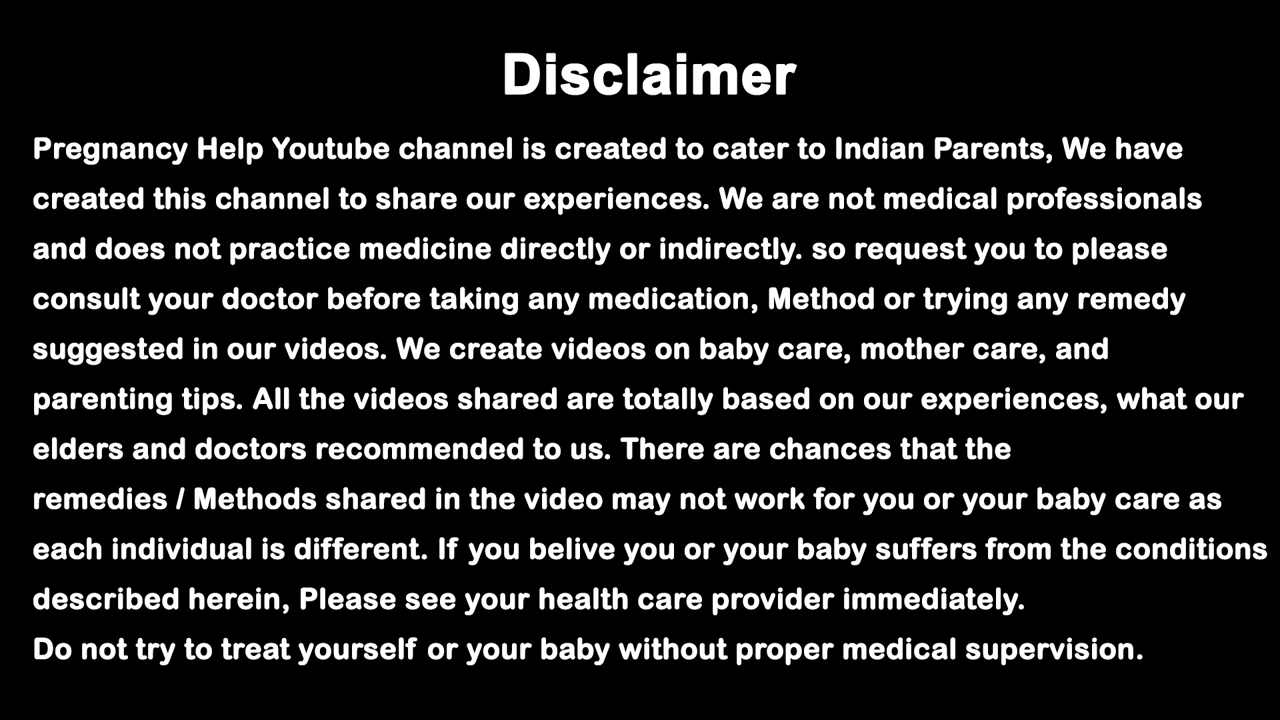 Disclaimer
Pregnancy Help Youtube channel is created to cater to Indian Parents, We have
created this channel to share our experiences. We are not medical professionals
and does not practice medicine directly or indirectly. so request you to please
consult your doctor before taking any medication, Method or trying any remedy
suggested in our videos. We create videos on baby care, mother care, and
parenting tips. All the videos shared are totally based on our experiences, what our
elders and doctors recommended to us. There are chances that the
remedies / Methods shared in the video may not work for you or your baby care as
each individual is different. If you belive you or your baby suffers from the conditions
described herein, Please see your health care provider immediately.
Do not try to treat yourself or your baby without proper medical supervision.